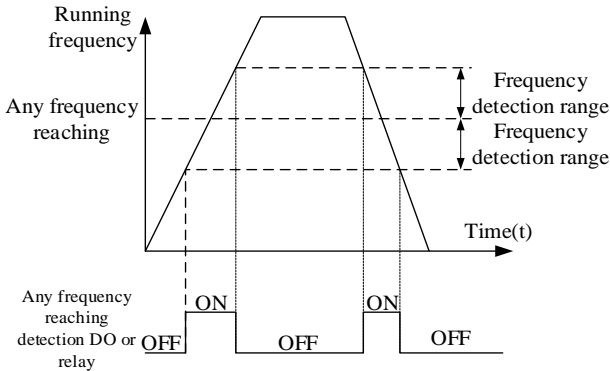 Running
frequency
Any frequency
reaching
Frequency
detection range
Frequency
detection range
Time(t)
Any frequency
reaching
detection DO or
relay
OFF
ON
OFF
ON
OFF